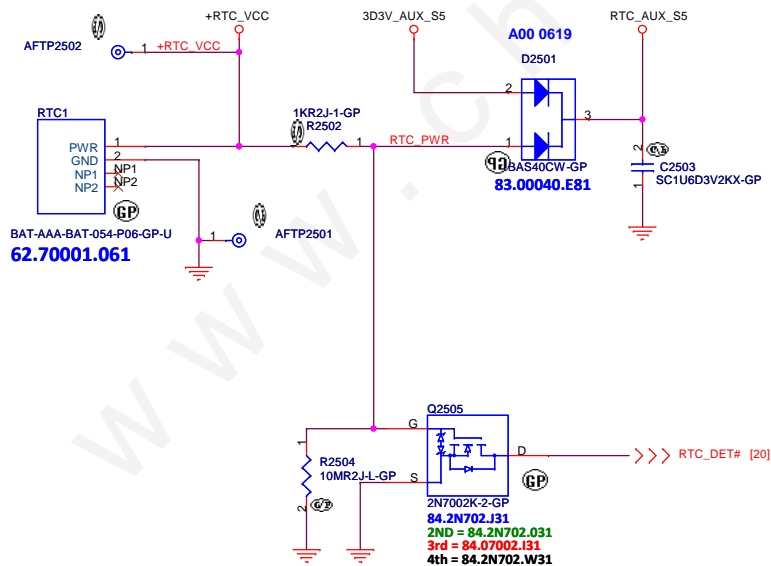 +RTC_VCC
3D3V_AUX_S5
RTC_AUX_S5
A00 0619
AFTP2502
1
+RTC_VCC
D2501
RTC1
2
3
1KR2J-1-GP
R2502
PWR
1
2
1
RTC_PWR
1
GND
2
NP1
NP1
NP2
NP2
BAS40CW-GP
83.00040.E81
2
C2503
SC1U6D3V2KX-GP
1
GP
GP
BAT-AAA-BAT-054-P06-GP-U
62.70001.061
1
AFTP2501
www.ch
Q2505
G
1
D
RTC_DET# [20]
R2504
10MR2J-L-GP
S
GP
2
2N7002K-2-GP
84.2N702.J31
2ND = 84.2N702.031
3rd = 84.07002.I31
4th = 84.2N702.W31